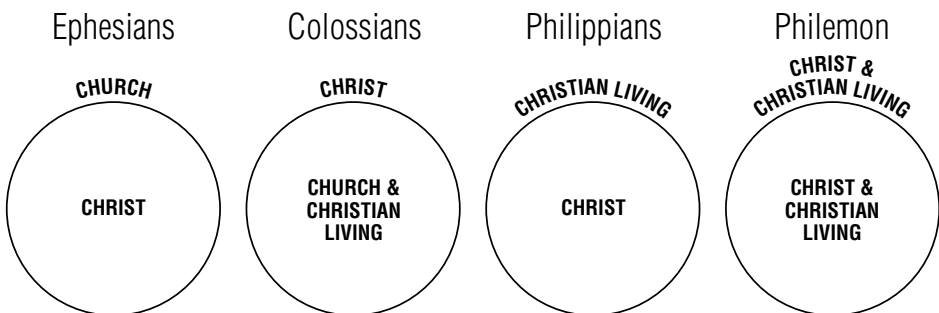 Ephesians
CHURCH
CHRIST
Colossians
CHRIST
CHURCH &
CHRISTIAN
LIVING
Philippians
CHRISTIAN LIVING
CHRIST
Philemon
CHRIST &
CHRISTIAN LIVING
CHRIST &
CHRISTIAN
LIVING